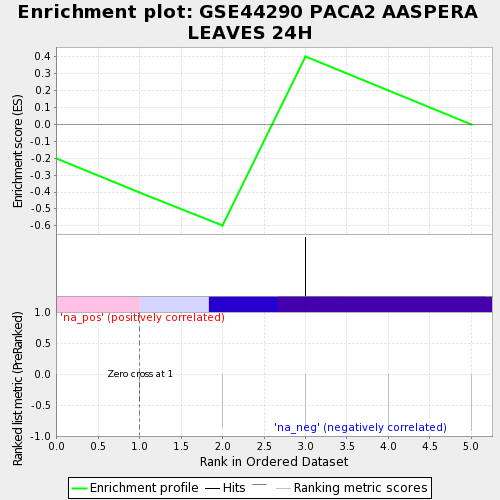 Enrichment plot: GSE44290 PACA2 AASPERA
LEAVES 24H
Enrichment score (ES)
0.4
0.3
0.2
0.1
0.0
-0.1
-0.2
-0.3
-0.4
-0.5
-0.6
Ranked list metric (PreRanked)
1.0
0.5
0.0
-0.5
-1.0
'na_pos' (positively correlated)
Zero cross at 1
'na_neg' (negatively correlated)
0.0 0.5 1.0 1.5 2.0 2.5 3.0 3.5 4.0 4.5 5.0
Rank in Ordered Dataset
Enrichment profile Hits Ranking metric scores